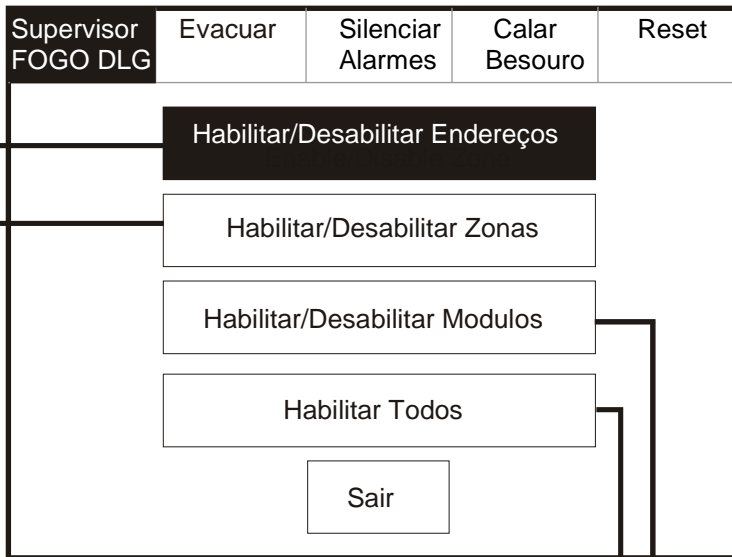 Supervisor Evacuar Silenciar Calar Reset
FOGO DLG Alarmes Besouro
Habilitar/Desabilitar Endereços
Habilitar/Desabilitar Zonas
Habilitar/Desabilitar Modulos
Habilitar Todos
Sair